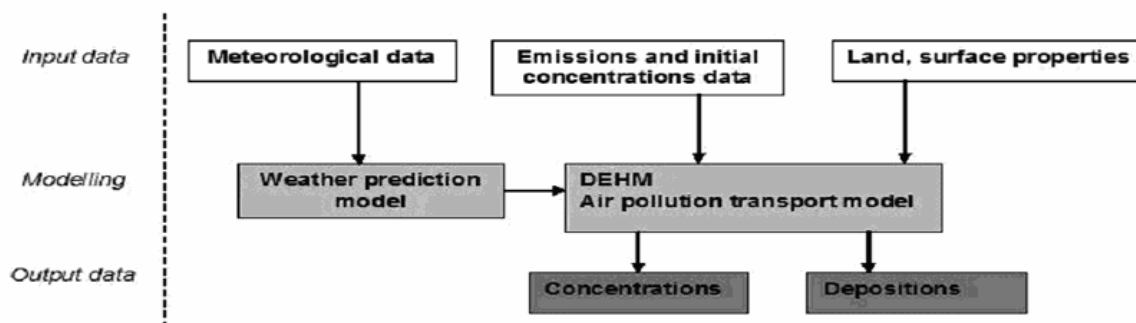 Input data
Meteorological data
Emissions and initial
concentrations data
Land, surface properties
Modelling
Weather prediction
model
DEHM
Air pollution transport model
Output data
Concentrations
Depositions